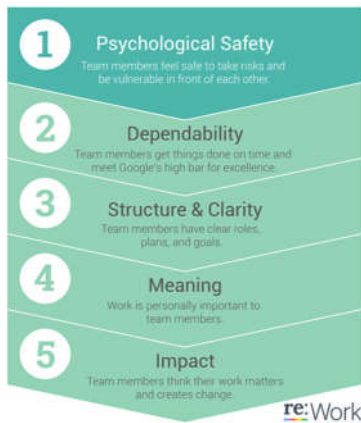 1
Psychological Safety
Team members feel safe to take risks and
be vulnerable in front of each other.
2
Dependability
Team members get things done on time and
meet Google's high bar for excellence.
3
Structure & Clarity
Team members have clear roles,
plans, and goals.
4
Meaning
Work is personally important to
team members.
5
Impact
Team members think their work matters
and creates change.
re:Work